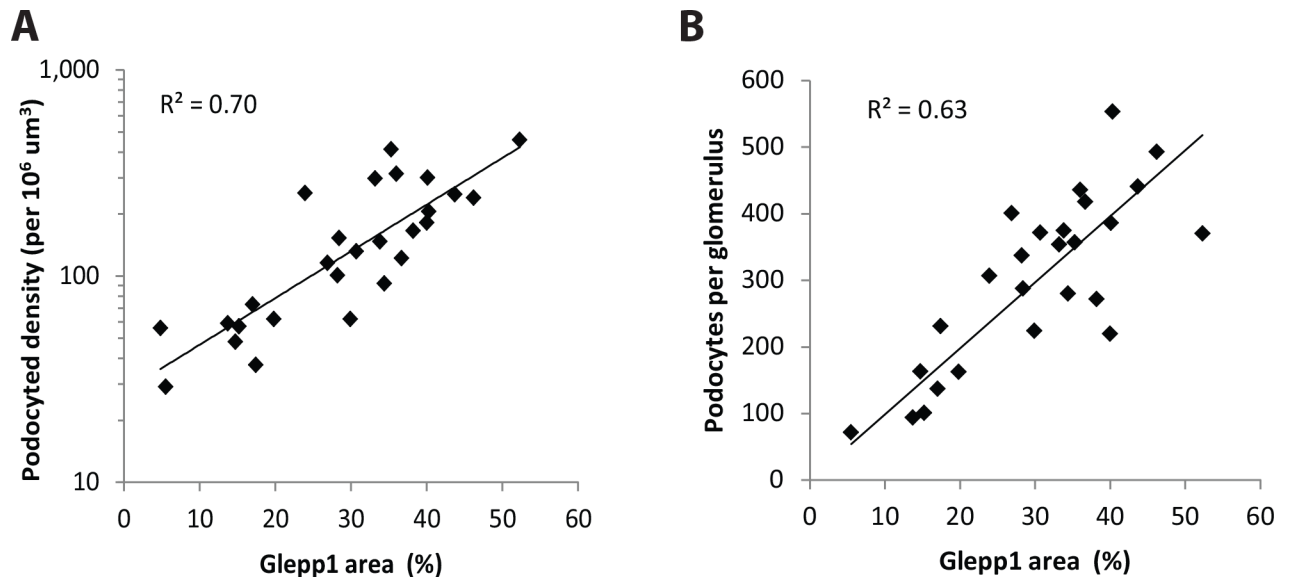 A
Podocyted density (per 10⁶ um³)
1,000
100
10
R² = 0.70
0 10 20 30 40 50 60
Glepp1 area (%)
B
Podocytes per glomerulus
600
500
400
300
200
100
0
R² = 0.63
0 10 20 30 40 50 60
Glepp1 area (%)